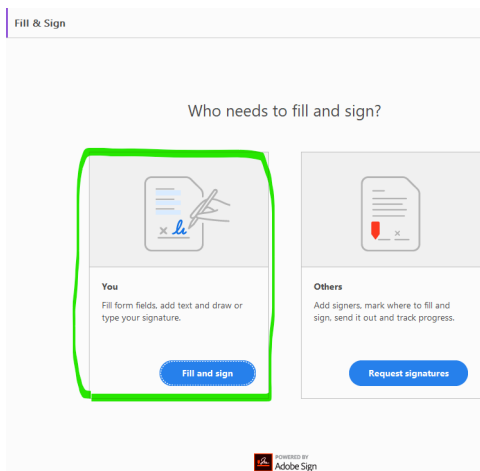 Fill & Sign
Who needs to fill and sign?
You
Fill form fields, add text and draw or
type your signature.
Fill and sign
Others
Add signers, mark where to fill and
sign, send it out and track progress.
Request signatures
POWERED BY
Adobe Sign